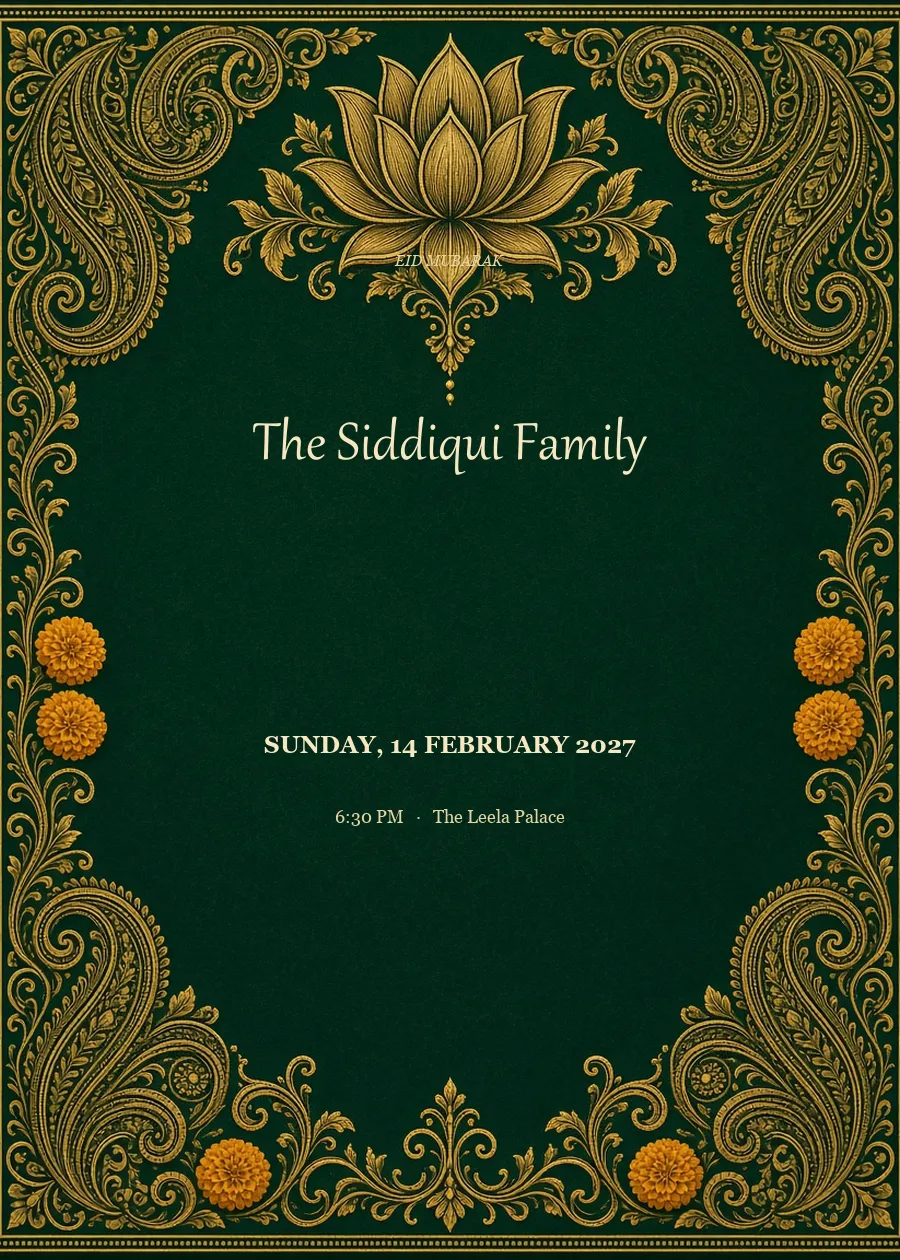 EID MUBARAK
The Siddiqui Family
SUNDAY, 14 FEBRUARY 2027
6:30 PM · The Leela Palace